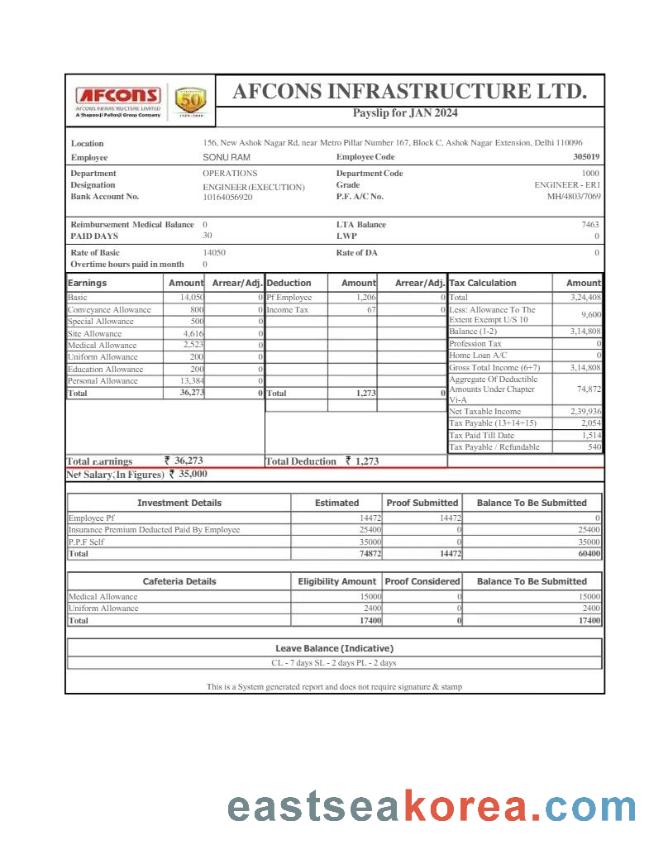 AFCONS
AFCONS INFRASTRUCTURE LIMITED
A Shapoorji Pallonji Group Company
50
AFCONS INFRASTRUCTURE LTD.
Payslip for JAN 2024
Location 156, New Ashok Nagar Rd, near Metro Pillar Number 167, Block C, Ashok Nagar Extension, Delhi 110096
Employee SONU RAM Employee Code 305019
Department OPERATIONS Department Code 1000
Designation ENGINEER (EXECUTION) Grade ENGINEER - ER1
Bank Account No. 10164056920 P.F. A/C No. MH/4803/7069
Reimbursement Medical Balance 0 LTA Balance 7463
PAID DAYS 30 LWP 0
Rate of Basic 14050 Rate of DA 0
Overtime hours paid in month 0
Earnings Amount Arrear/Adj. Deduction Amount Arrear/Adj. Tax Calculation Amount
Basic 14,050 0 Pf Employee 1,206 0 Total 3,24,408
Conveyance Allowance 800 0 Income Tax 67 0 Less: Allowance To The Extent Exempt U/S 10 9,600
Special Allowance 500 0
Site Allowance 4,616 0 Balance (1-2) 3,14,808
Medical Allowance 2,523 0 Profession Tax 0
Uniform Allowance 200 0 Home Loan A/C 0
Education Allowance 200 0 Gross Total Income (6+7) 3,14,808
Personal Allowance 13,384 0 Aggregate Of Deductible Amounts Under Chapter Vi-A 74,872
Total 36,273 0 Total 1,273 0
Net Taxable Income 2,39,936
Tax Payable (13+14+15) 2,054
Tax Paid Till Date 1,514
Tax Payable / Refundable 540
Total Earnings ₹ 36,273 Total Deduction ₹ 1,273
Net Salary(In Figures) ₹ 35,000
Investment Details Estimated Proof Submitted Balance To Be Submitted
Employee Pf 14472 14472 0
Insurance Premium Deducted Paid By Employee 25400 0 25400
P.P.F Self 35000 0 35000
Total 74872 14472 60400
Cafeteria Details Eligibility Amount Proof Considered Balance To Be Submitted
Medical Allowance 15000 0 15000
Uniform Allowance 2400 0 2400
Total 17400 0 17400
Leave Balance (Indicative)
CL - 7 days SL - 2 days PL - 2 days
This is a System generated report and does not require signature & stamp
eastseakorea.com